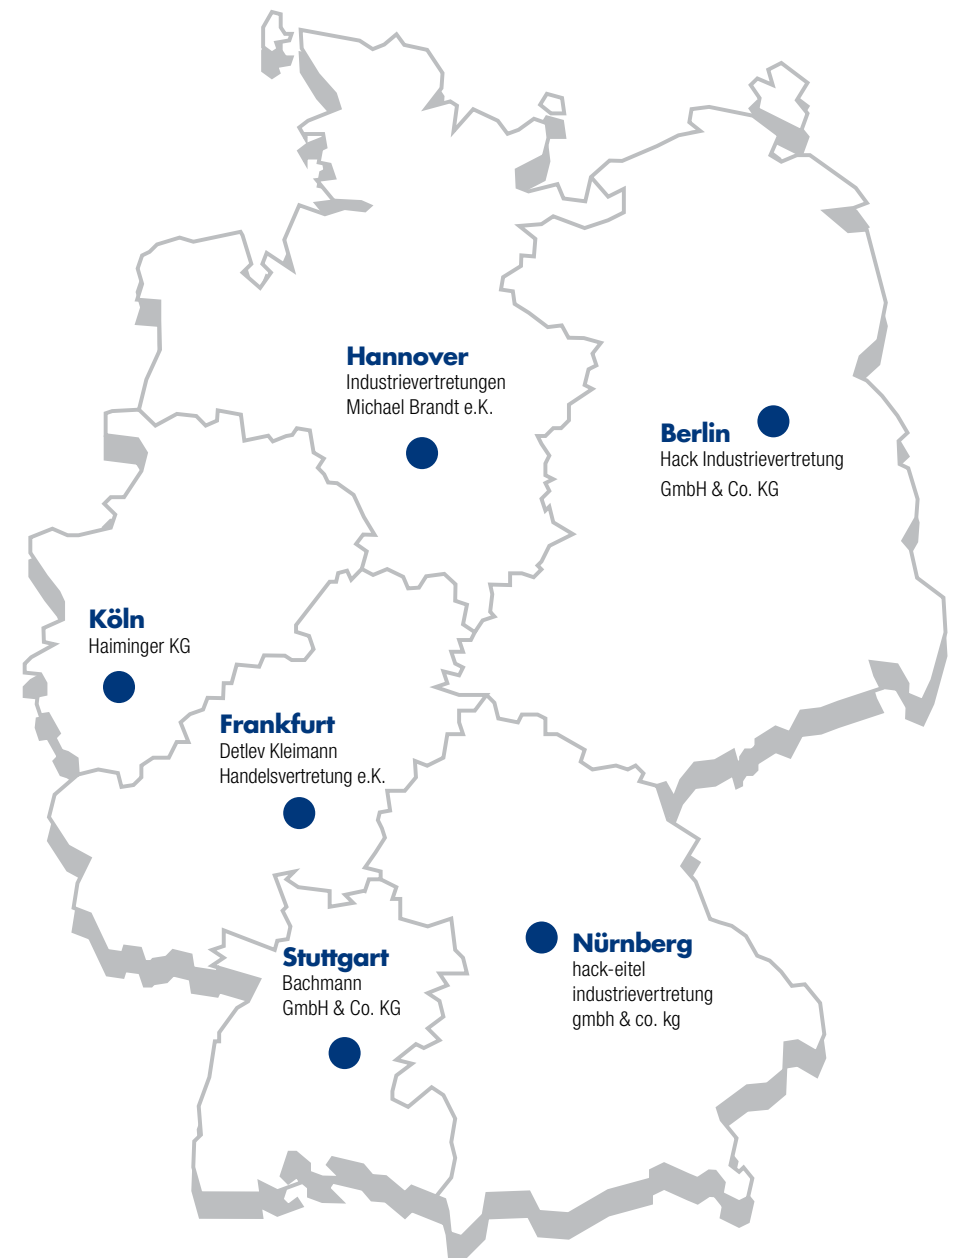 Hannover
Industrievertretungen
Michael Brandt e.K.
Berlin
Hack Industrievertretung
GmbH & Co. KG
Köln
Haiminger KG
Frankfurt
Detlev Kleimann
Handelsvertretung e.K.
Nürnberg
hack-eitel
industrievertretung
gmbh & co. kg
Stuttgart
Bachmann
GmbH & Co. KG